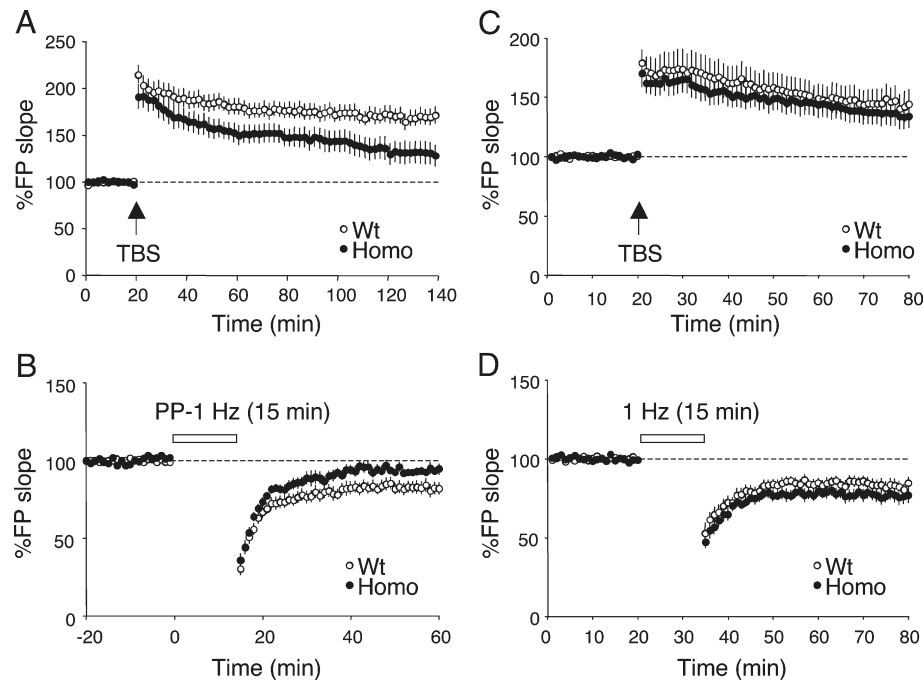 A
%FP slope
250
200
150
100
50
0
TBS
Wt
Homo
0 20 40 60 80 100 120 140
Time (min)
C
%FP slope
200
150
100
50
0
TBS
Wt
Homo
0 10 20 30 40 50 60 70 80
Time (min)
B
%FP slope
150
100
50
0
PP-1 Hz (15 min)
Wt
Homo
-20 0 20 40 60
Time (min)
D
%FP slope
150
100
50
0
1 Hz (15 min)
Wt
Homo
0 10 20 30 40 50 60 70 80
Time (min)